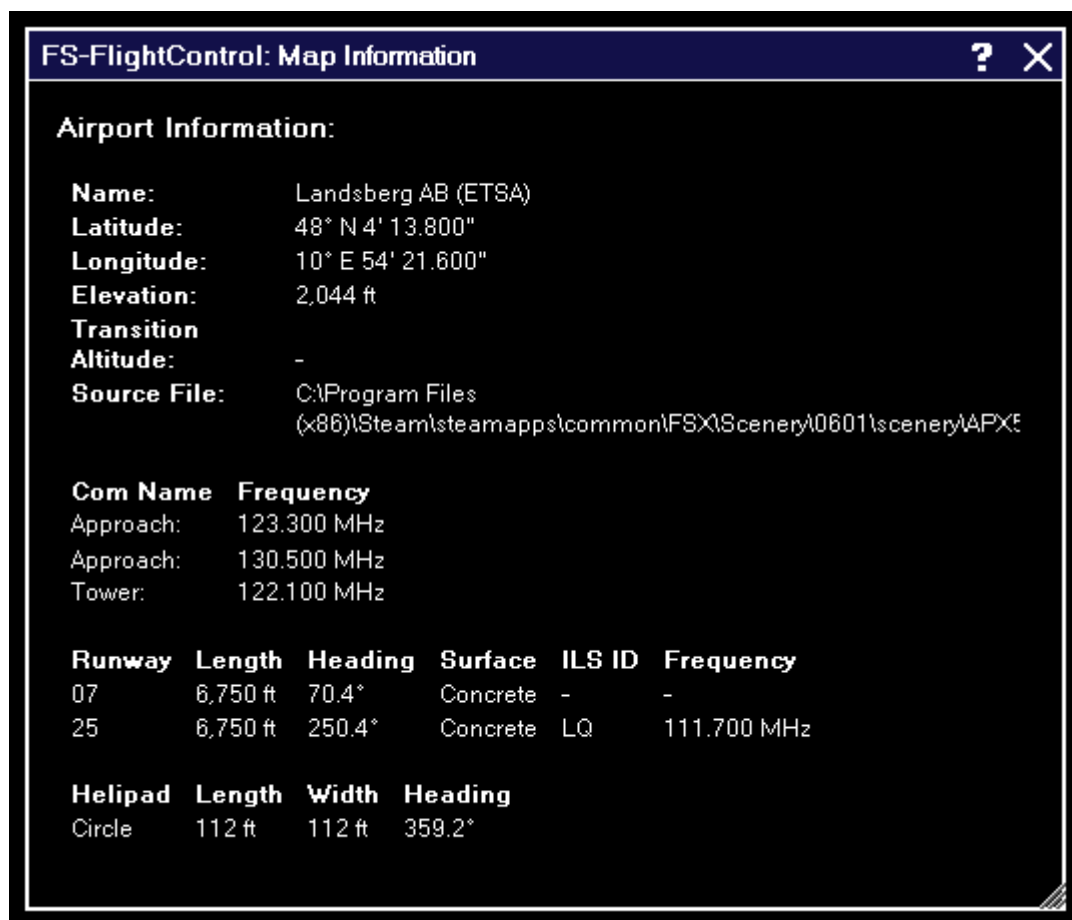 FS-FlightControl: Map Information ? X
Airport Information:
Name: Landsberg AB (ETSA)
Latitude: 48° N 4' 13.800"
Longitude: 10° E 54' 21.600"
Elevation: 2,044 ft
Transition
Altitude: -
Source File: C:\Program Files
(x86)\Steam\steamapps\common\FSX\Scenery\0601\scenery\APX5
Com Name Frequency
Approach: 123.300 MHz
Approach: 130.500 MHz
Tower: 122.100 MHz
Runway Length Heading Surface ILS ID Frequency
07 6,750 ft 70.4° Concrete - -
25 6,750 ft 250.4° Concrete LQ 111.700 MHz
Helipad Length Width Heading
Circle 112 ft 112 ft 359.2°